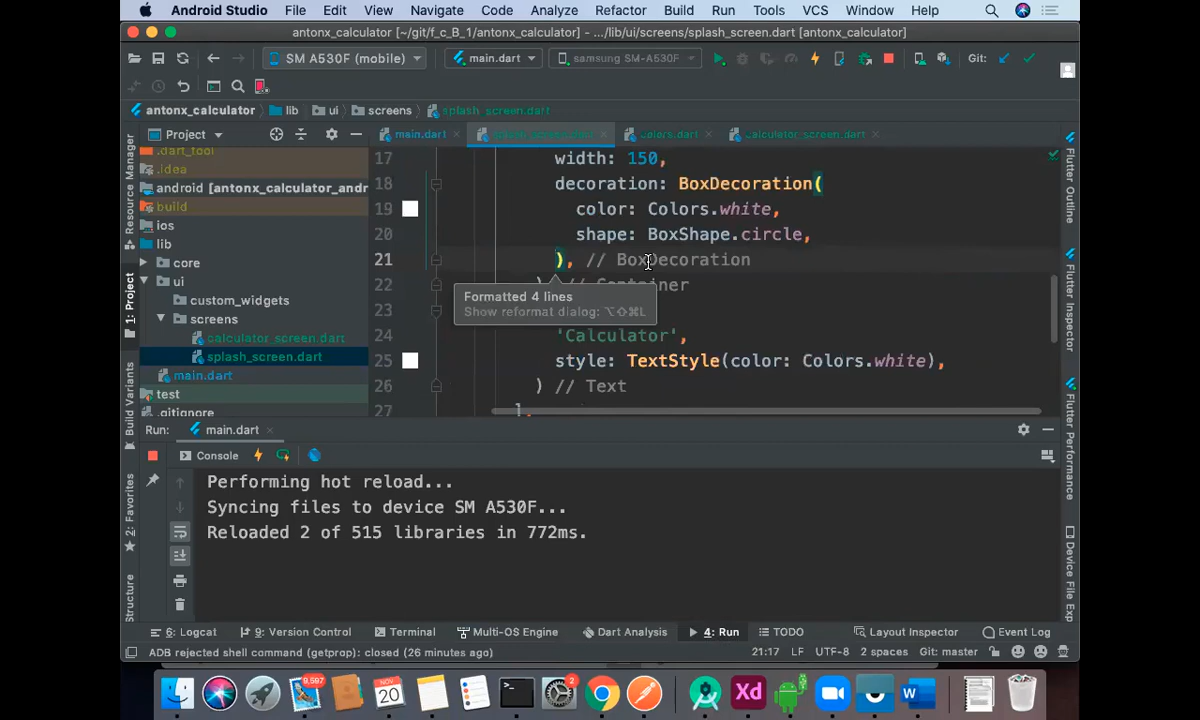 Android Studio File Edit View Navigate Code Analyze Refactor Build Run Tools VCS Window Help
antonx_calculator [~/git/f_c_B_1/antonx_calculator] - .../lib/ui/screens/splash_screen.dart [antonx_calculator]
SM A530F (mobile) main.dart samsung SM-A530F Git:
antonx_calculator lib ui screens splash_screen.dart
Project main.dart splash_screen.dart colors.dart calculator_screen.dart
.dart_tool
.idea
android [antonx_calculator_andr
build
ios
lib
core
ui
custom_widgets
screens
calculator_screen.dart
splash_screen.dart
main.dart
test
.gitignore
17 width: 150,
18 decoration: BoxDecoration(
19 color: Colors.white,
20 shape: BoxShape.circle,
21 ), // BoxDecoration
22 ) // Container
23
24 'Calculator',
25 style: TextStyle(color: Colors.white),
26 ) // Text
27 ],
Formatted 4 lines
Show reformat dialog: ⌥⇧⌘L
Resource Manager
1: Project
Build Variants
2: Favorites
Structure
Flutter Outline
Flutter Inspector
Flutter Performance
Device File Exp
Run: main.dart
Console
Performing hot reload...
Syncing files to device SM A530F...
Reloaded 2 of 515 libraries in 772ms.
6: Logcat 9: Version Control Terminal Multi-OS Engine Dart Analysis 4: Run TODO Layout Inspector Event Log
ADB rejected shell command (getprop): closed (26 minutes ago) 21:17 LF UTF-8 2 spaces Git: master
9,597
NOV
20
2
Xd
W